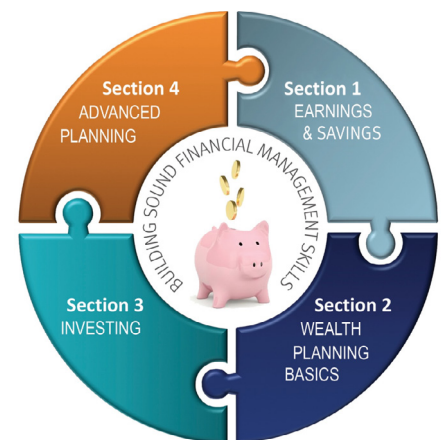 Section 4
ADVANCED
PLANNING
Section 1
EARNINGS
& SAVINGS
BUILDING SOUND FINANCIAL MANAGEMENT SKILLS
Section 3
INVESTING
Section 2
WEALTH
PLANNING
BASICS